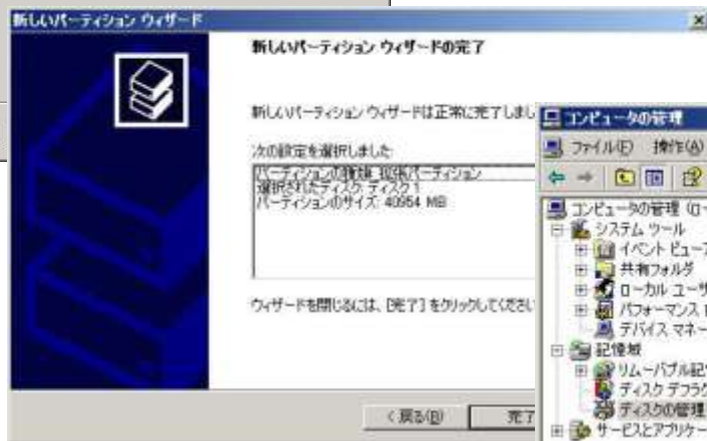 新しいパーティション ウィザード
新しいパーティション ウィザードの完了
新しいパーティション ウィザードは正常に完了しまし
次の設定を選択しました:
パーティションの種類: 拡張パーティション
選択されたディスク: ディスク 1
パーティションのサイズ: 40954 MB
ウィザードを閉じるには、[完了] をクリックしてください
< 戻る(B)
完了
コンピュータの管理
ファイル(F) 操作(A)
コンピュータの管理 (ロー
システム ツール
イベント ビューア
共有フォルダ
ローカル ユーザ
パフォーマンス
デバイス マネー
記憶域
リムーバブル記
ディスク デフラグ
ディスクの管理
サービスとアプリケー